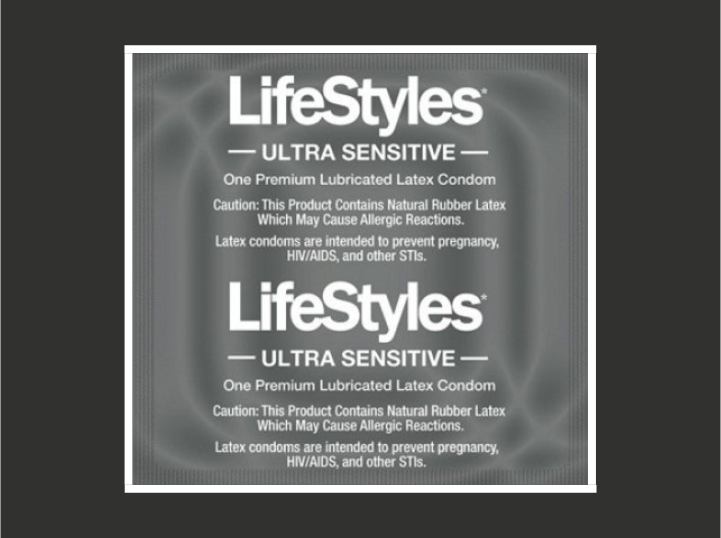 LifeStyles®
— ULTRA SENSITIVE —
One Premium Lubricated Latex Condom
Caution: This Product Contains Natural Rubber Latex
Which May Cause Allergic Reactions.
Latex condoms are intended to prevent pregnancy,
HIV/AIDS, and other STIs.
LifeStyles®
— ULTRA SENSITIVE —
One Premium Lubricated Latex Condom
Caution: This Product Contains Natural Rubber Latex
Which May Cause Allergic Reactions.
Latex condoms are intended to prevent pregnancy,
HIV/AIDS, and other STIs.